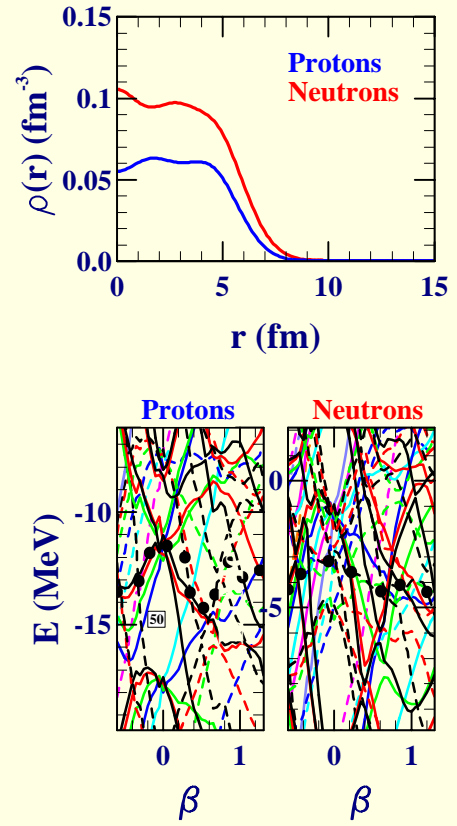 0.15
Protons
Neutrons
0.1
ρ(r) (fm-3)
0.05
0.0
0 5 10 15
r (fm)
Protons Neutrons
0
-10
E (MeV)
-5
-15
50
0 1 0 1
β β